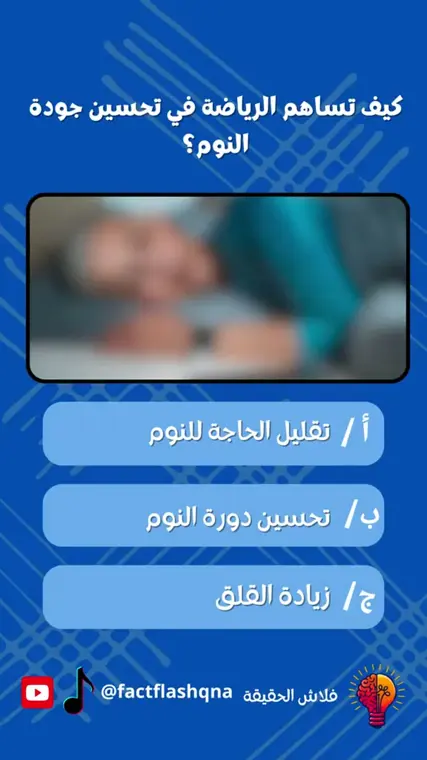 كيف تساهم الرياضة في تحسين جودة
النوم؟
أ/ تقليل الحاجة للنوم
ب/ تحسين دورة النوم
ج/ زيادة القلق
فلاش الحقيقة @factflashqna